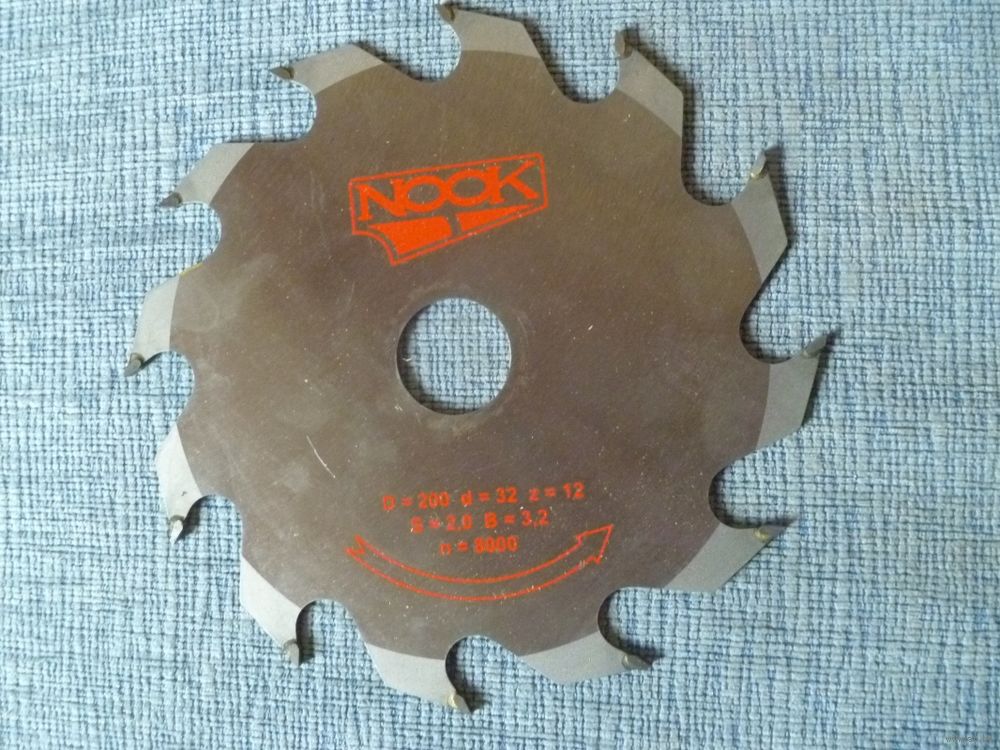 NOOK
D = 200 d = 32 z = 12
S = 2,0 B = 3,2
n = 8000